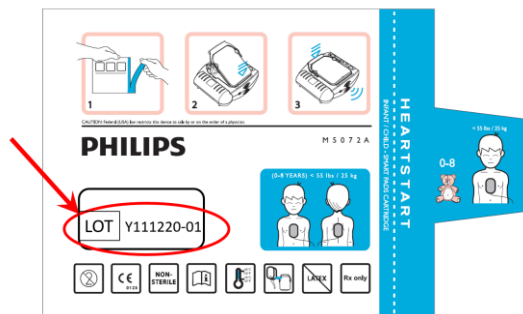 1
2
3
CAUTION: Federal (USA) law restricts this device to sale by or on the order of a physician.
PHILIPS
M5072A
LOT Y111220-01
(0-8 YEARS) < 55 lbs / 25 kg
CE
0123
NON-
STERILE
i
LATEX
Rx only
HEARTSTART
INFANT / CHILD - SMART PADS CARTRIDGE
< 55 lbs / 25 kg
0-8